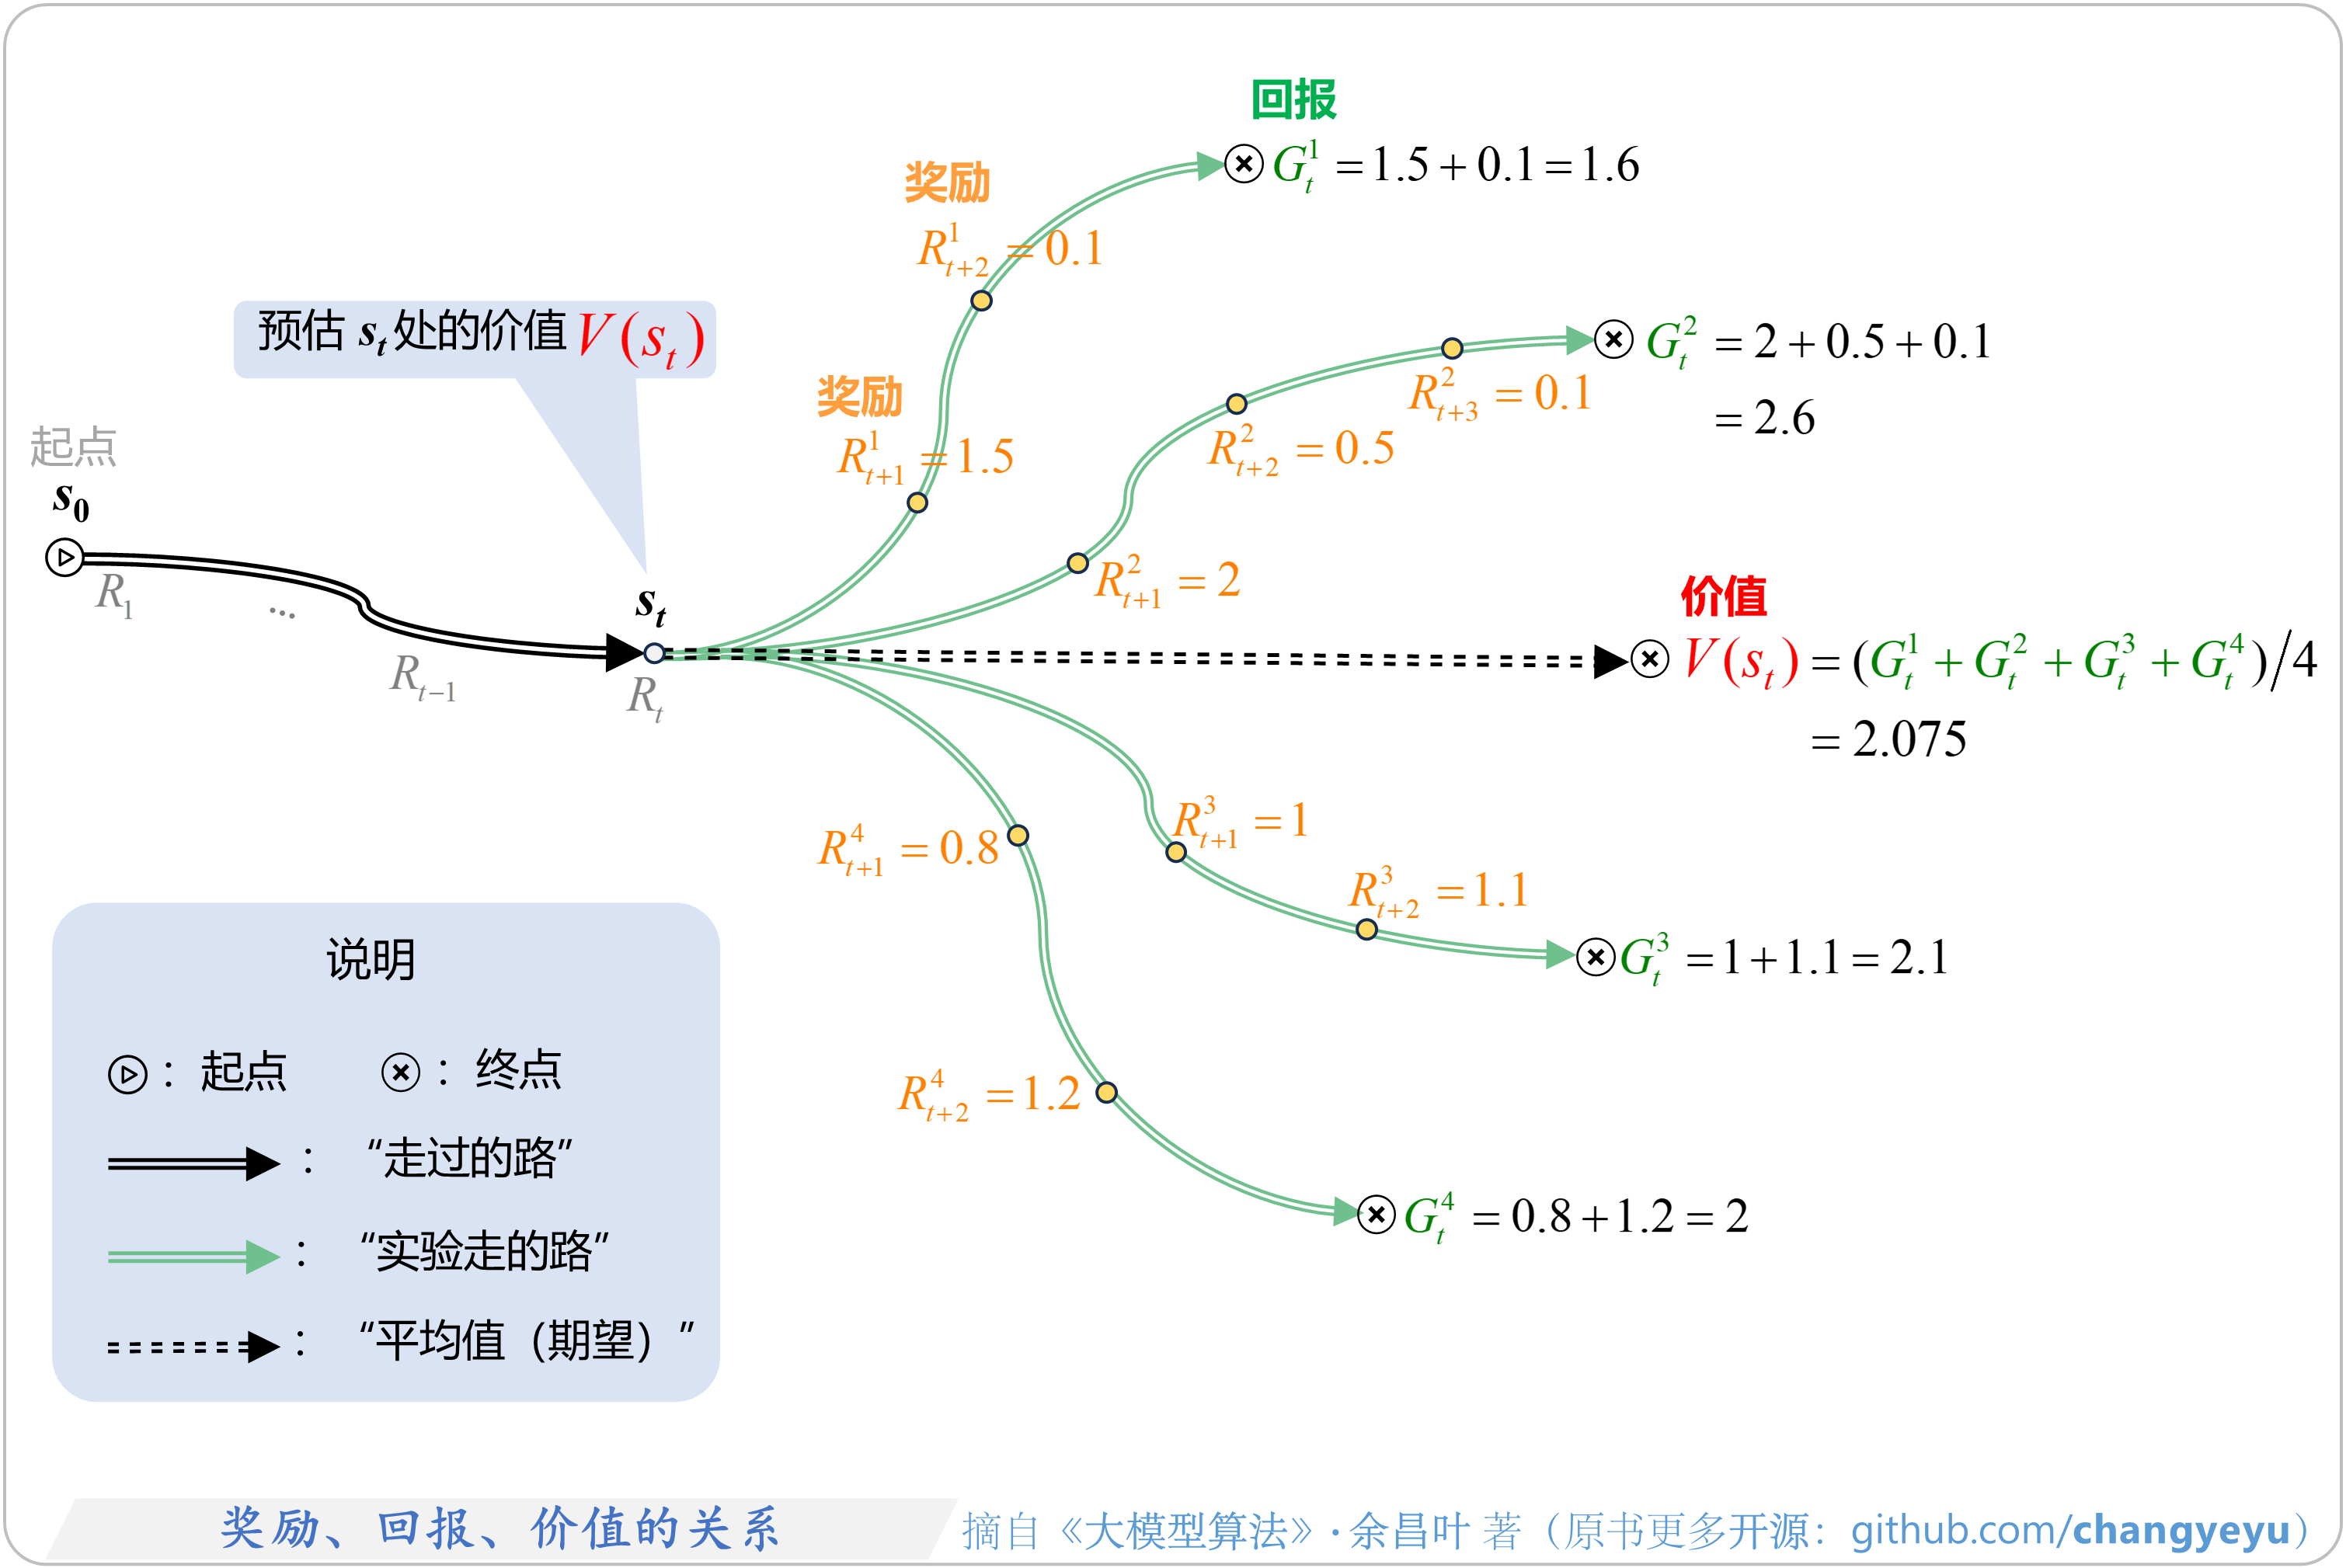 回报
G_t^1 = 1.5 + 0.1 = 1.6
奖励
R_{t+2}^1 = 0.1
预估 s_t 处的价值 V(s_t)
G_t^2 = 2 + 0.5 + 0.1
= 2.6
奖励
R_{t+3}^2 = 0.1
R_{t+1}^1 = 1.5
R_{t+2}^2 = 0.5
起点
s_0
R_1
...
R_{t-1}
s_t
R_t
R_{t+1}^2 = 2
价值
V(s_t) = (G_t^1 + G_t^2 + G_t^3 + G_t^4)/4
= 2.075
R_{t+1}^3 = 1
R_{t+1}^4 = 0.8
R_{t+2}^3 = 1.1
G_t^3 = 1 + 1.1 = 2.1
R_{t+2}^4 = 1.2
G_t^4 = 0.8 + 1.2 = 2
说明
：起点 ：终点
： “走过的路”
： “实验走的路”
： “平均值（期望）”
奖励、回报、价值的关系
摘自《大模型算法》·余昌叶 著（原书更多开源：github.com/changyeyu）